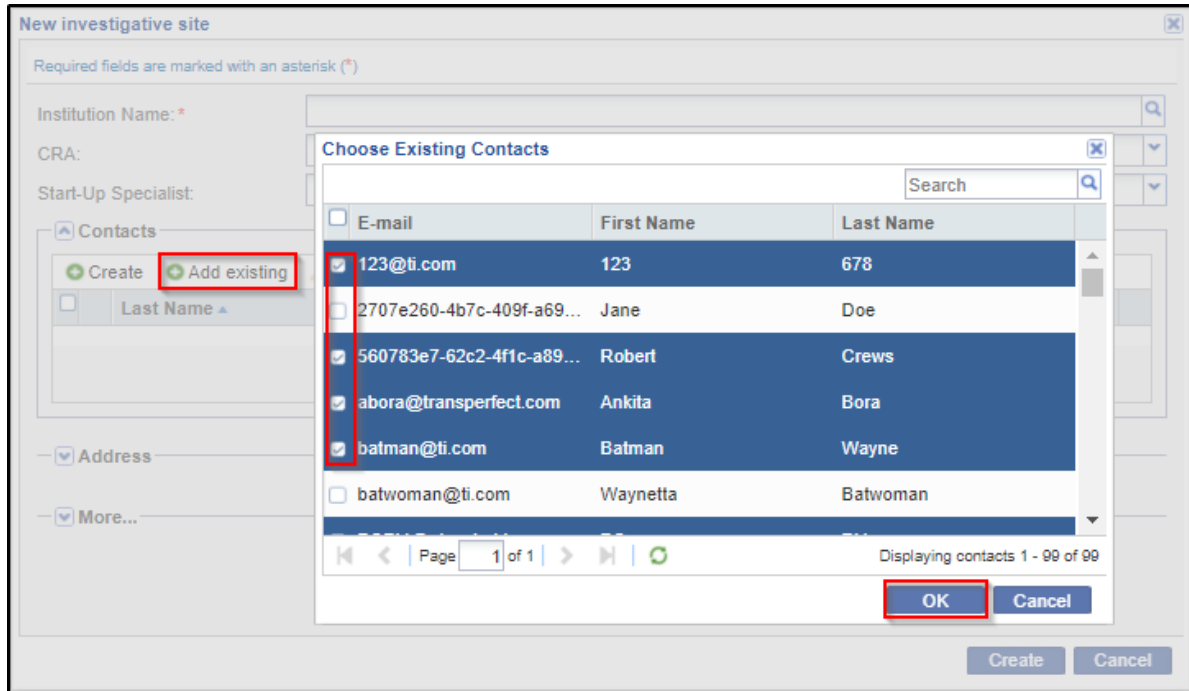 New investigative site
Required fields are marked with an asterisk (*)
Institution Name:*
CRA:
Start-Up Specialist:
Contacts
Create Add existing
Last Name
Address
More...
Choose Existing Contacts
Search
E-mail First Name Last Name
123@ti.com 123 678
2707e260-4b7c-409f-a69... Jane Doe
560783e7-62c2-4f1c-a89... Robert Crews
abora@transperfect.com Ankita Bora
batman@ti.com Batman Wayne
batwoman@ti.com Waynetta Batwoman
Page 1 of 1 Displaying contacts 1 - 99 of 99
OK Cancel
Create Cancel